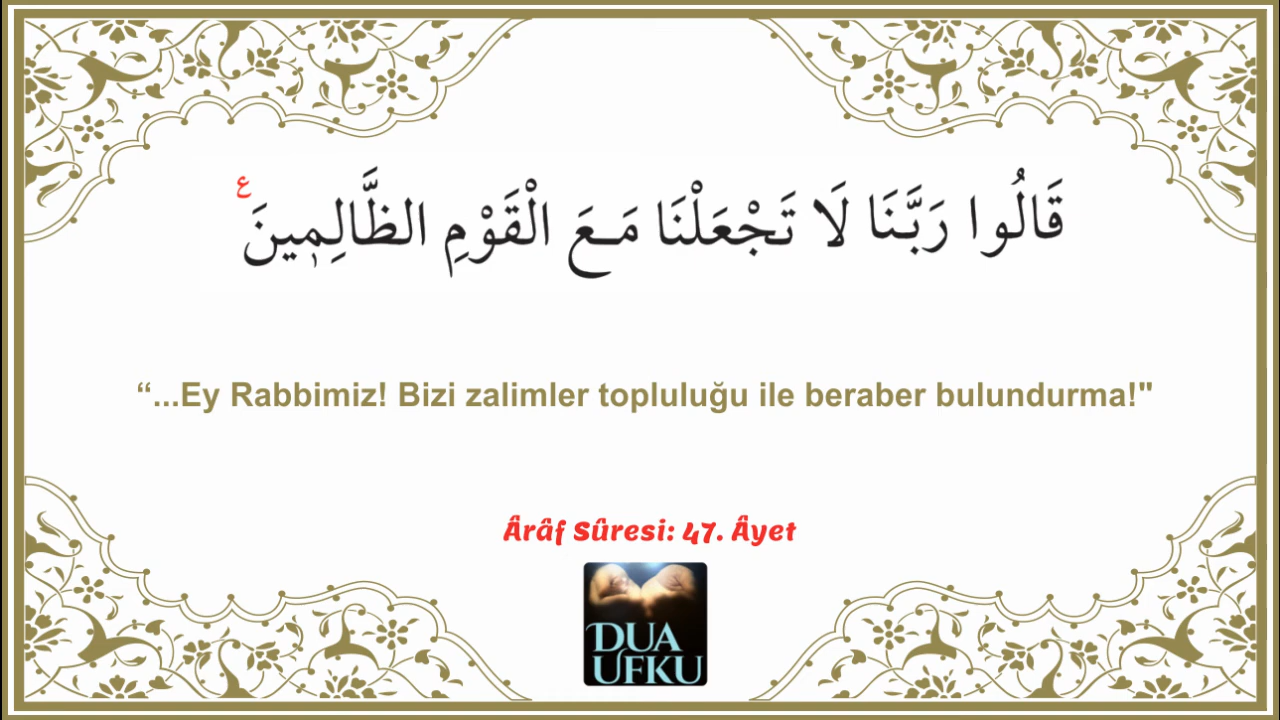 قَالُوا رَبَّنَا لَا تَجْعَلْنَا مَعَ الْقَوْمِ الظَّالِمِينَ ع
“...Ey Rabbimiz! Bizi zalimler topluluğu ile beraber bulundurma!"
Ârâf Sûresi: 47. Âyet
DUA
UFKU